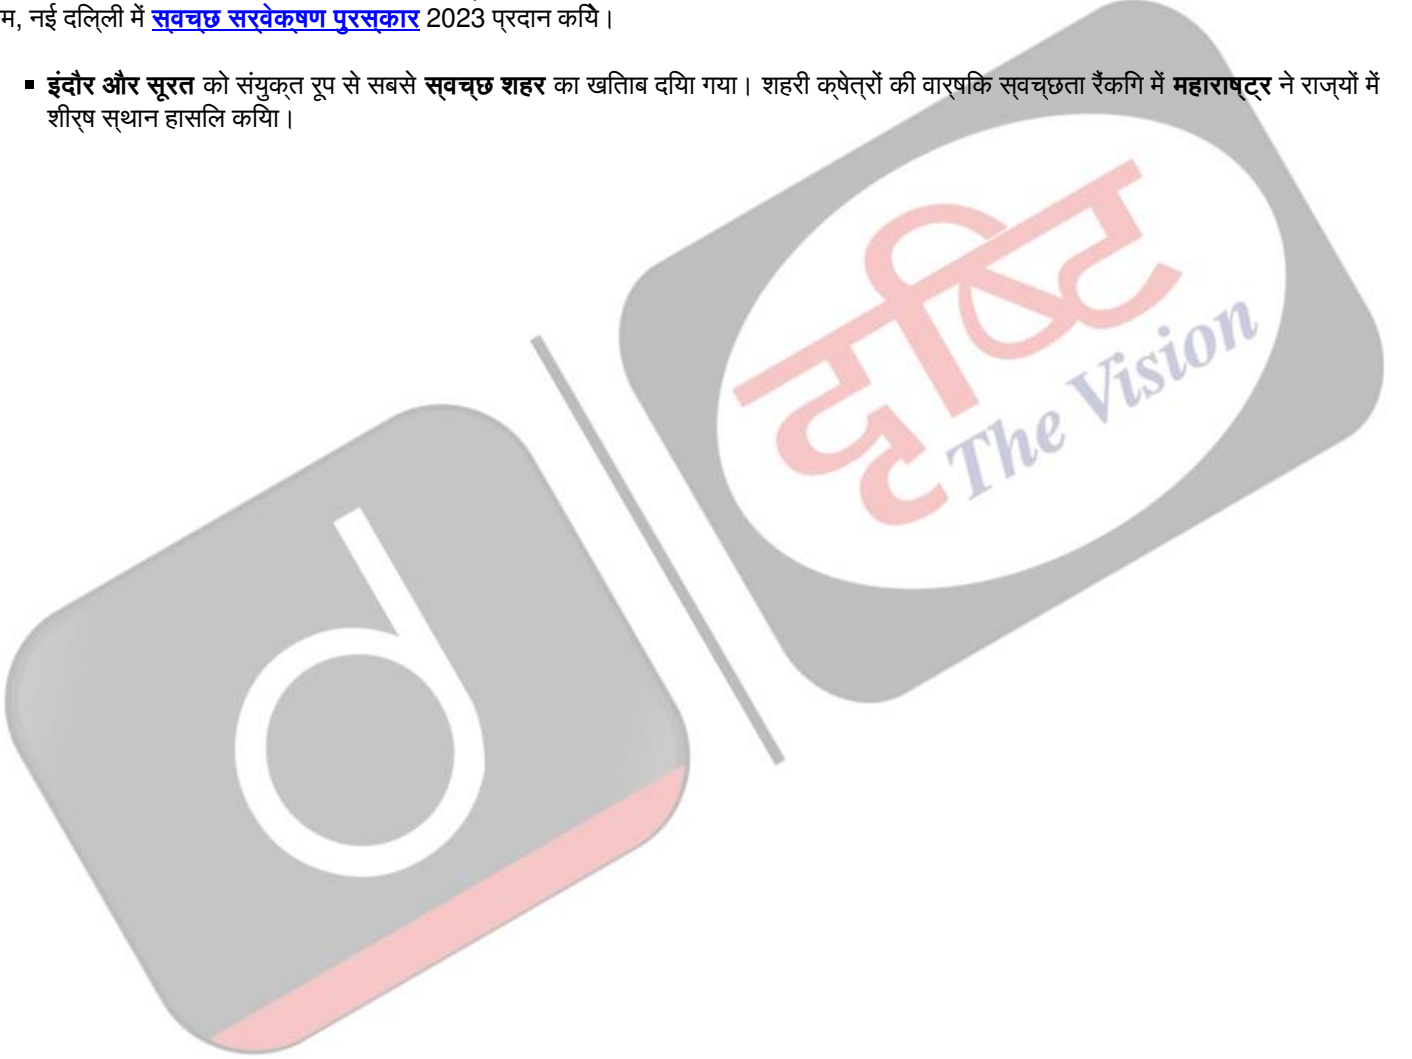 म, नई दिल्ली में स्वच्छ सर्वेक्षण पुरस्कार 2023 प्रदान किये।
इंदौर और सूरत को संयुक्त रूप से सबसे स्वच्छ शहर का खिताब दिया गया। शहरी क्षेत्रों की वार्षिक स्वच्छता रैंकिंग में महाराष्ट्र ने राज्यों में
शीर्ष स्थान हासिल किया।
दृष्टि
The Vision
d